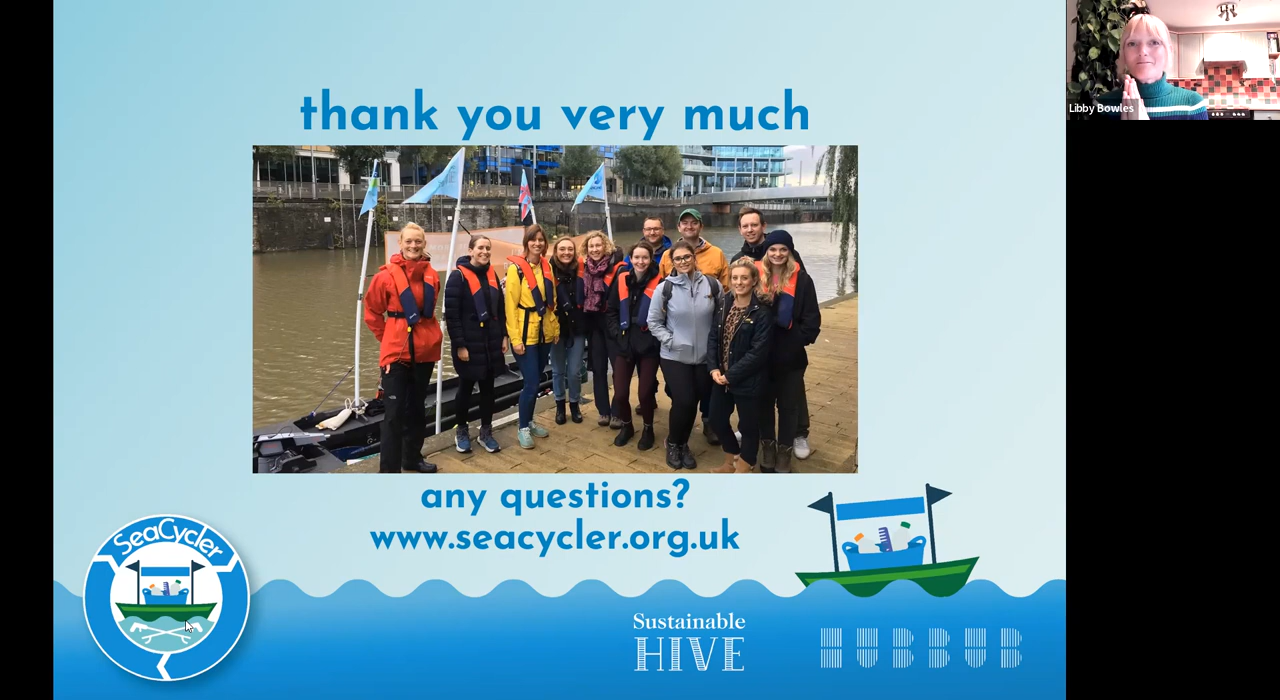 thank you very much
any questions?
www.seacycler.org.uk
SeaCycler
Sustainable
HIVE
HUBBUB
Libby Bowles